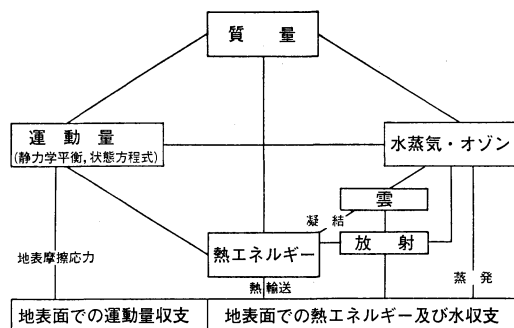 質量
運動量
(静力学平衡,状態方程式)
水蒸気・オゾン
雲
凝結
熱エネルギー
放射
地表摩擦応力
熱輸送
蒸発
地表面での運動量収支
地表面での熱エネルギー及び水収支